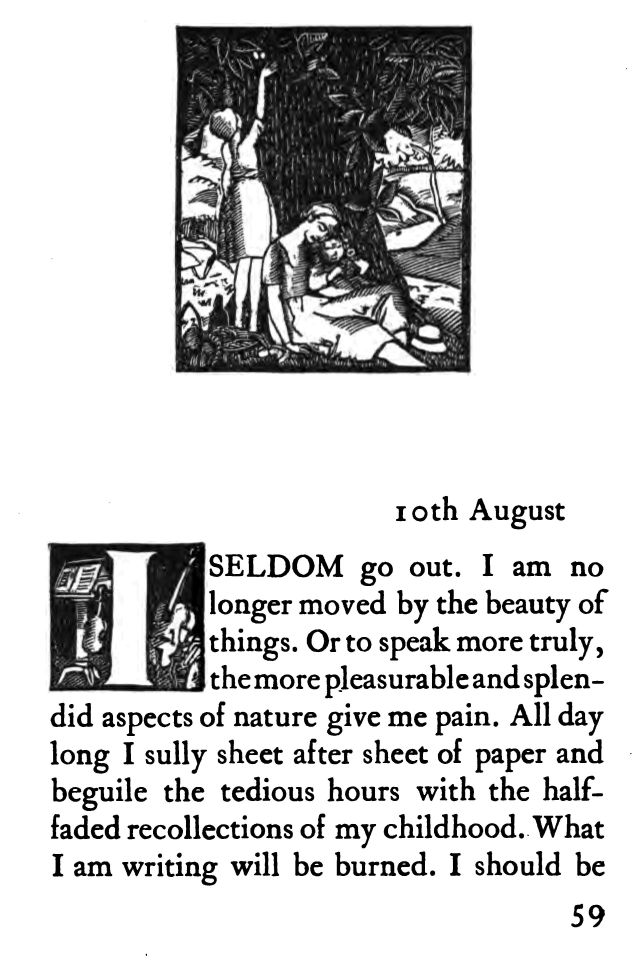 10th August
I SELDOM go out. I am no
longer moved by the beauty of
things. Or to speak more truly,
the more pleasurable and splen-
did aspects of nature give me pain. All day
long I sully sheet after sheet of paper and
beguile the tedious hours with the half-
faded recollections of my childhood. What
I am writing will be burned. I should be
59